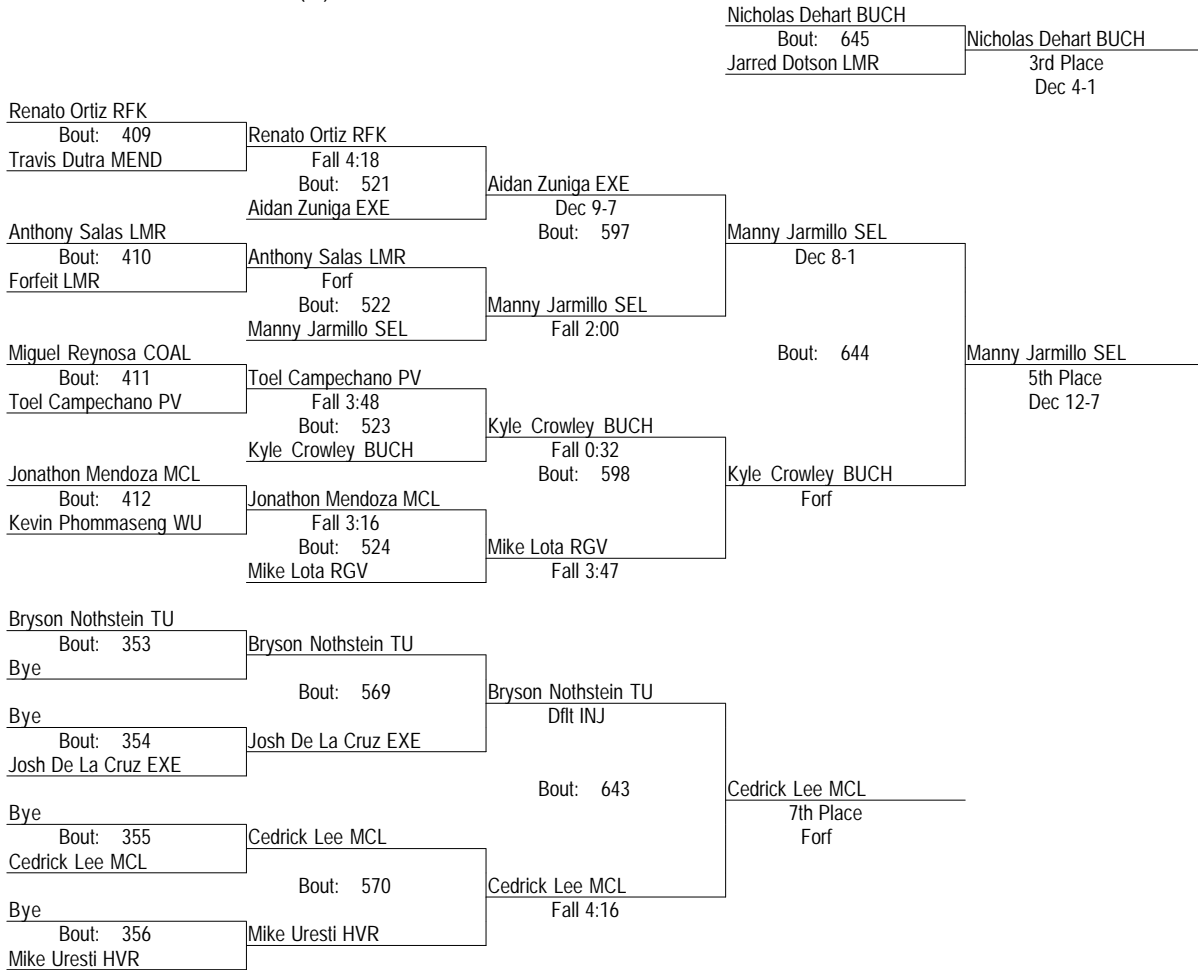 Nicholas Dehart BUCH
Bout: 645
Nicholas Dehart BUCH
Jarred Dotson LMR
3rd Place
Dec 4-1
Renato Ortiz RFK
Bout: 409
Renato Ortiz RFK
Travis Dutra MEND
Fall 4:18
Bout: 521
Aidan Zuniga EXE
Aidan Zuniga EXE
Dec 9-7
Anthony Salas LMR
Bout: 597
Manny Jarmillo SEL
Bout: 410
Anthony Salas LMR
Dec 8-1
Forfeit LMR
Forf
Bout: 522
Manny Jarmillo SEL
Manny Jarmillo SEL
Fall 2:00
Miguel Reynosa COAL
Bout: 644
Manny Jarmillo SEL
Bout: 411
Toel Campechano PV
5th Place
Toel Campechano PV
Fall 3:48
Dec 12-7
Bout: 523
Kyle Crowley BUCH
Kyle Crowley BUCH
Fall 0:32
Jonathon Mendoza MCL
Bout: 598
Kyle Crowley BUCH
Bout: 412
Jonathon Mendoza MCL
Forf
Kevin Phommaseng WU
Fall 3:16
Bout: 524
Mike Lota RGV
Mike Lota RGV
Fall 3:47
Bryson Nothstein TU
Bout: 353
Bryson Nothstein TU
Bye
Bout: 569
Bryson Nothstein TU
Bye
Dflt INJ
Bout: 354
Josh De La Cruz EXE
Josh De La Cruz EXE
Bout: 643
Cedrick Lee MCL
Bye
7th Place
Bout: 355
Cedrick Lee MCL
Forf
Cedrick Lee MCL
Bout: 570
Cedrick Lee MCL
Bye
Fall 4:16
Bout: 356
Mike Uresti HVR
Mike Uresti HVR